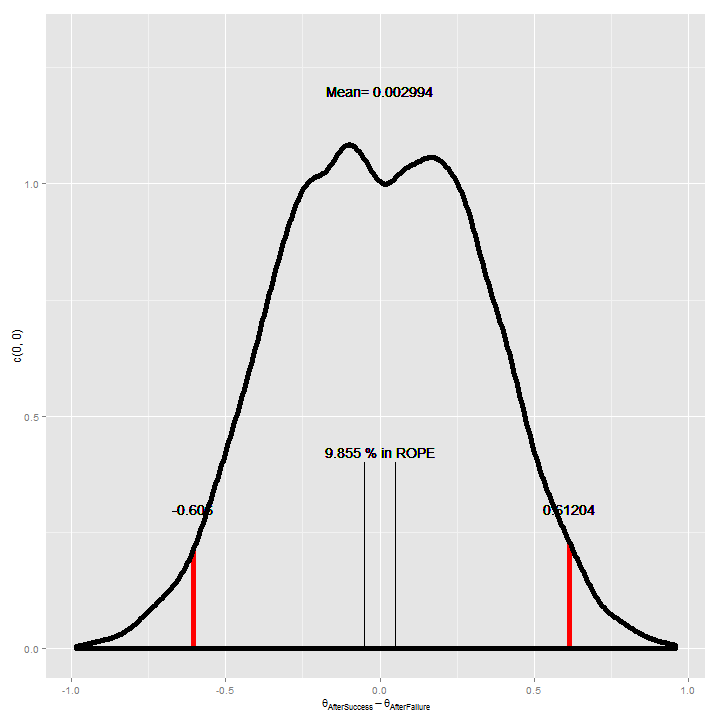 Mean= 0.002994
1.0
c(0, 0)
0.5
9.855 % in ROPE
-0.605
0.61204
0.0
-1.0 -0.5 0.0 0.5 1.0
θAfterSuccess − θAfterFailure